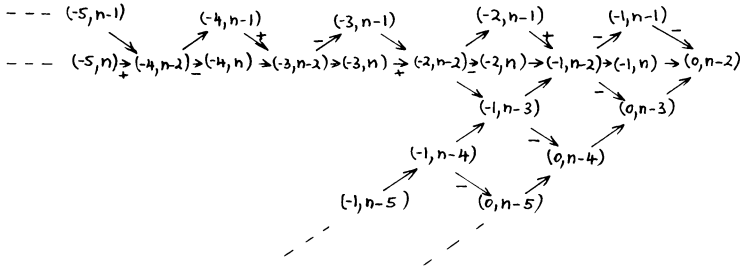 (-5,n-1) (-4,n-1) (-3,n-1) (-2,n-1) (-1,n-1)
+ - + - -
(-5,n) (-4,n-2) (-4,n) (-3,n-2) (-3,n) (-2,n-2) (-2,n) (-1,n-2) (-1,n) (0,n-2)
+ - + - -
(-1,n-3) (0,n-3)
-
(-1,n-4) (0,n-4)
-
(-1,n-5) (0,n-5)